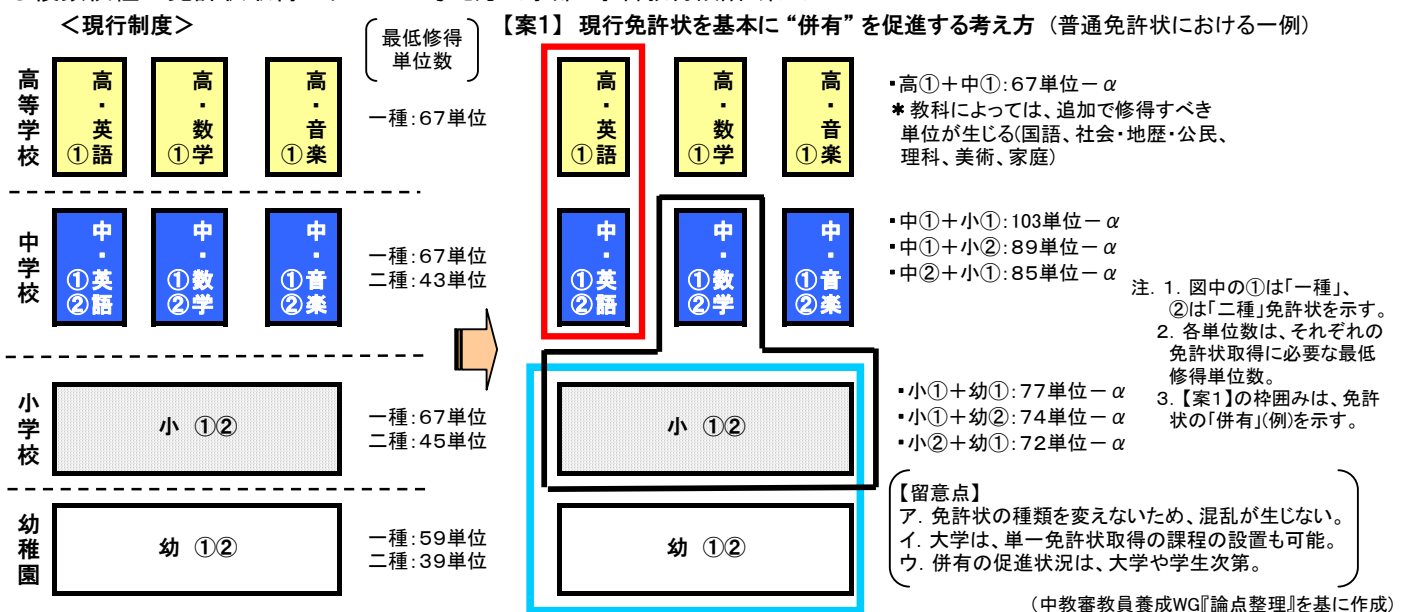 <現行制度>
最低修得
単位数
【案1】 現行免許状を基本に “併有” を促進する考え方 (普通免許状における一例)
高等学校
高・英語①
高・数学①
高・音楽①
一種:67単位
高・英語①
高・数学①
高・音楽①
▪高①+中①:67単位-α
* 教科によっては、追加で修得すべき
単位が生じる(国語、社会・地歴・公民、
理科、美術、家庭)
中学校
中・英語①②
中・数学①②
中・音楽①②
一種:67単位
二種:43単位
中・英語①②
中・数学①②
中・音楽①②
▪中①+小①:103単位-α
▪中①+小②:89単位-α
▪中②+小①:85単位-α
注. 1. 図中の①は「一種」、
②は「二種」免許状を示す。
2. 各単位数は、それぞれの
免許状取得に必要な最低
修得単位数。
3.【案1】の枠囲みは、免許
状の「併有」(例)を示す。
小学校
小 ①②
一種:67単位
二種:45単位
小 ①②
▪小①+幼①:77単位-α
▪小①+幼②:74単位-α
▪小②+幼①:72単位-α
幼稚園
幼 ①②
一種:59単位
二種:39単位
幼 ①②
【留意点】
ア. 免許状の種類を変えないため、混乱が生じない。
イ. 大学は、単一免許状取得の課程の設置も可能。
ウ. 併有の促進状況は、大学や学生次第。
(中教審教員養成WG『論点整理』を基に作成)